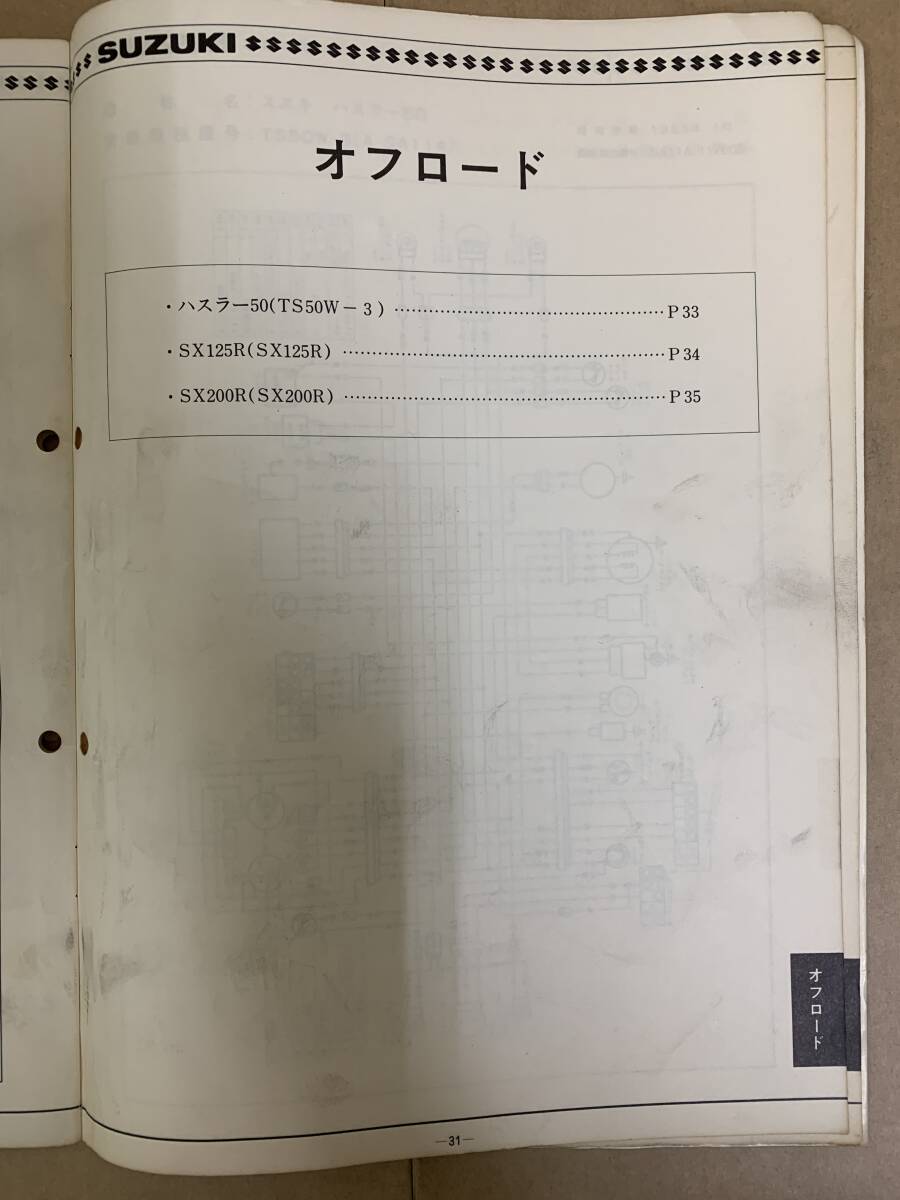 SUZUKI
オフロード
・ハスラー50(TS50W－3) ……………………………………… P33
・SX125R(SX125R) ……………………………………………… P34
・SX200R(SX200R) ……………………………………………… P35
オフロード
—31—